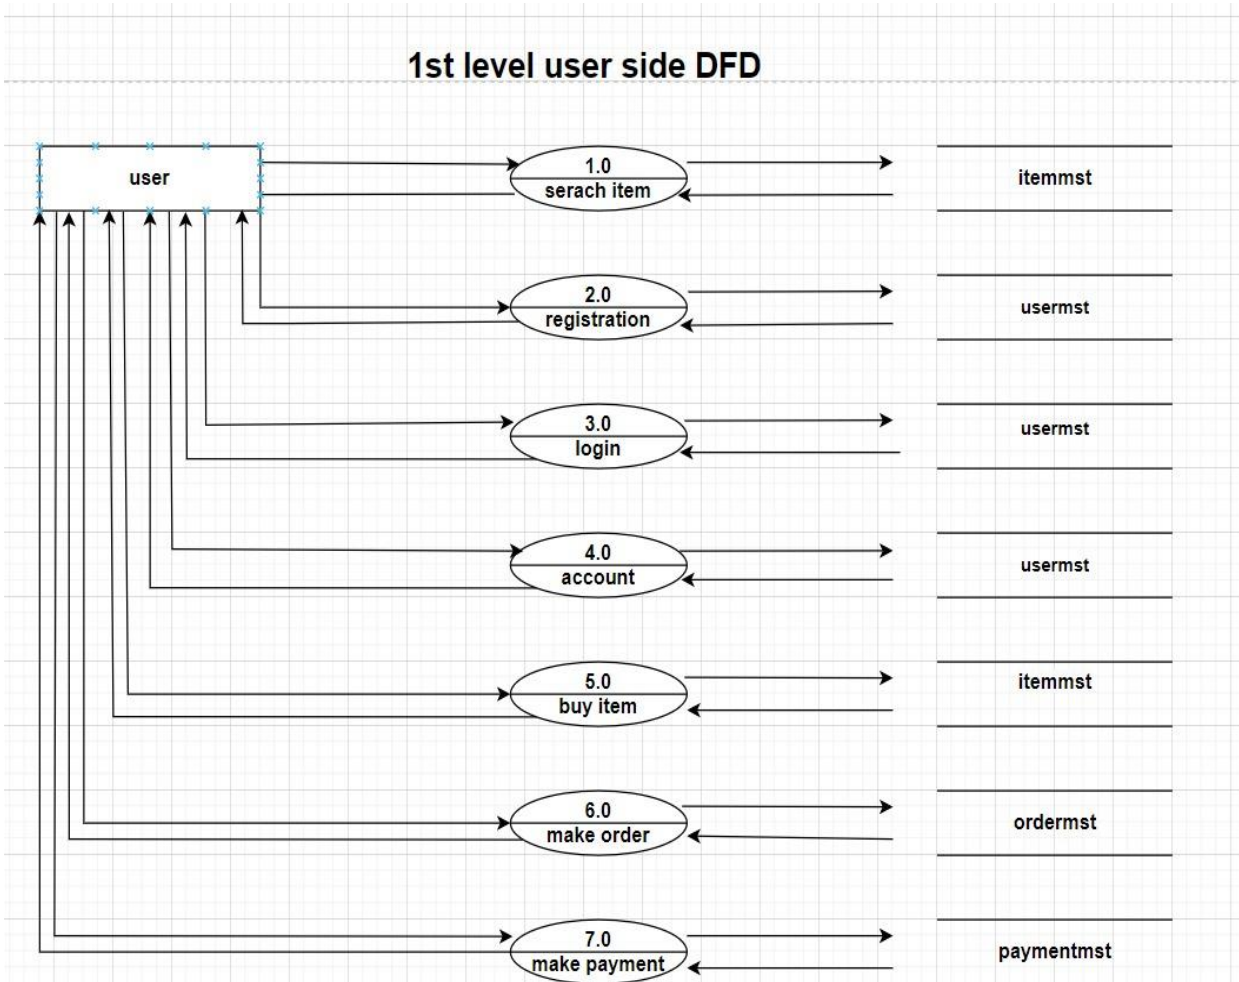 1st level user side DFD
user
1.0
serach item
itemmst
2.0
registration
usermst
3.0
login
usermst
4.0
account
usermst
5.0
buy item
itemmst
6.0
make order
ordermst
7.0
make payment
paymentmst